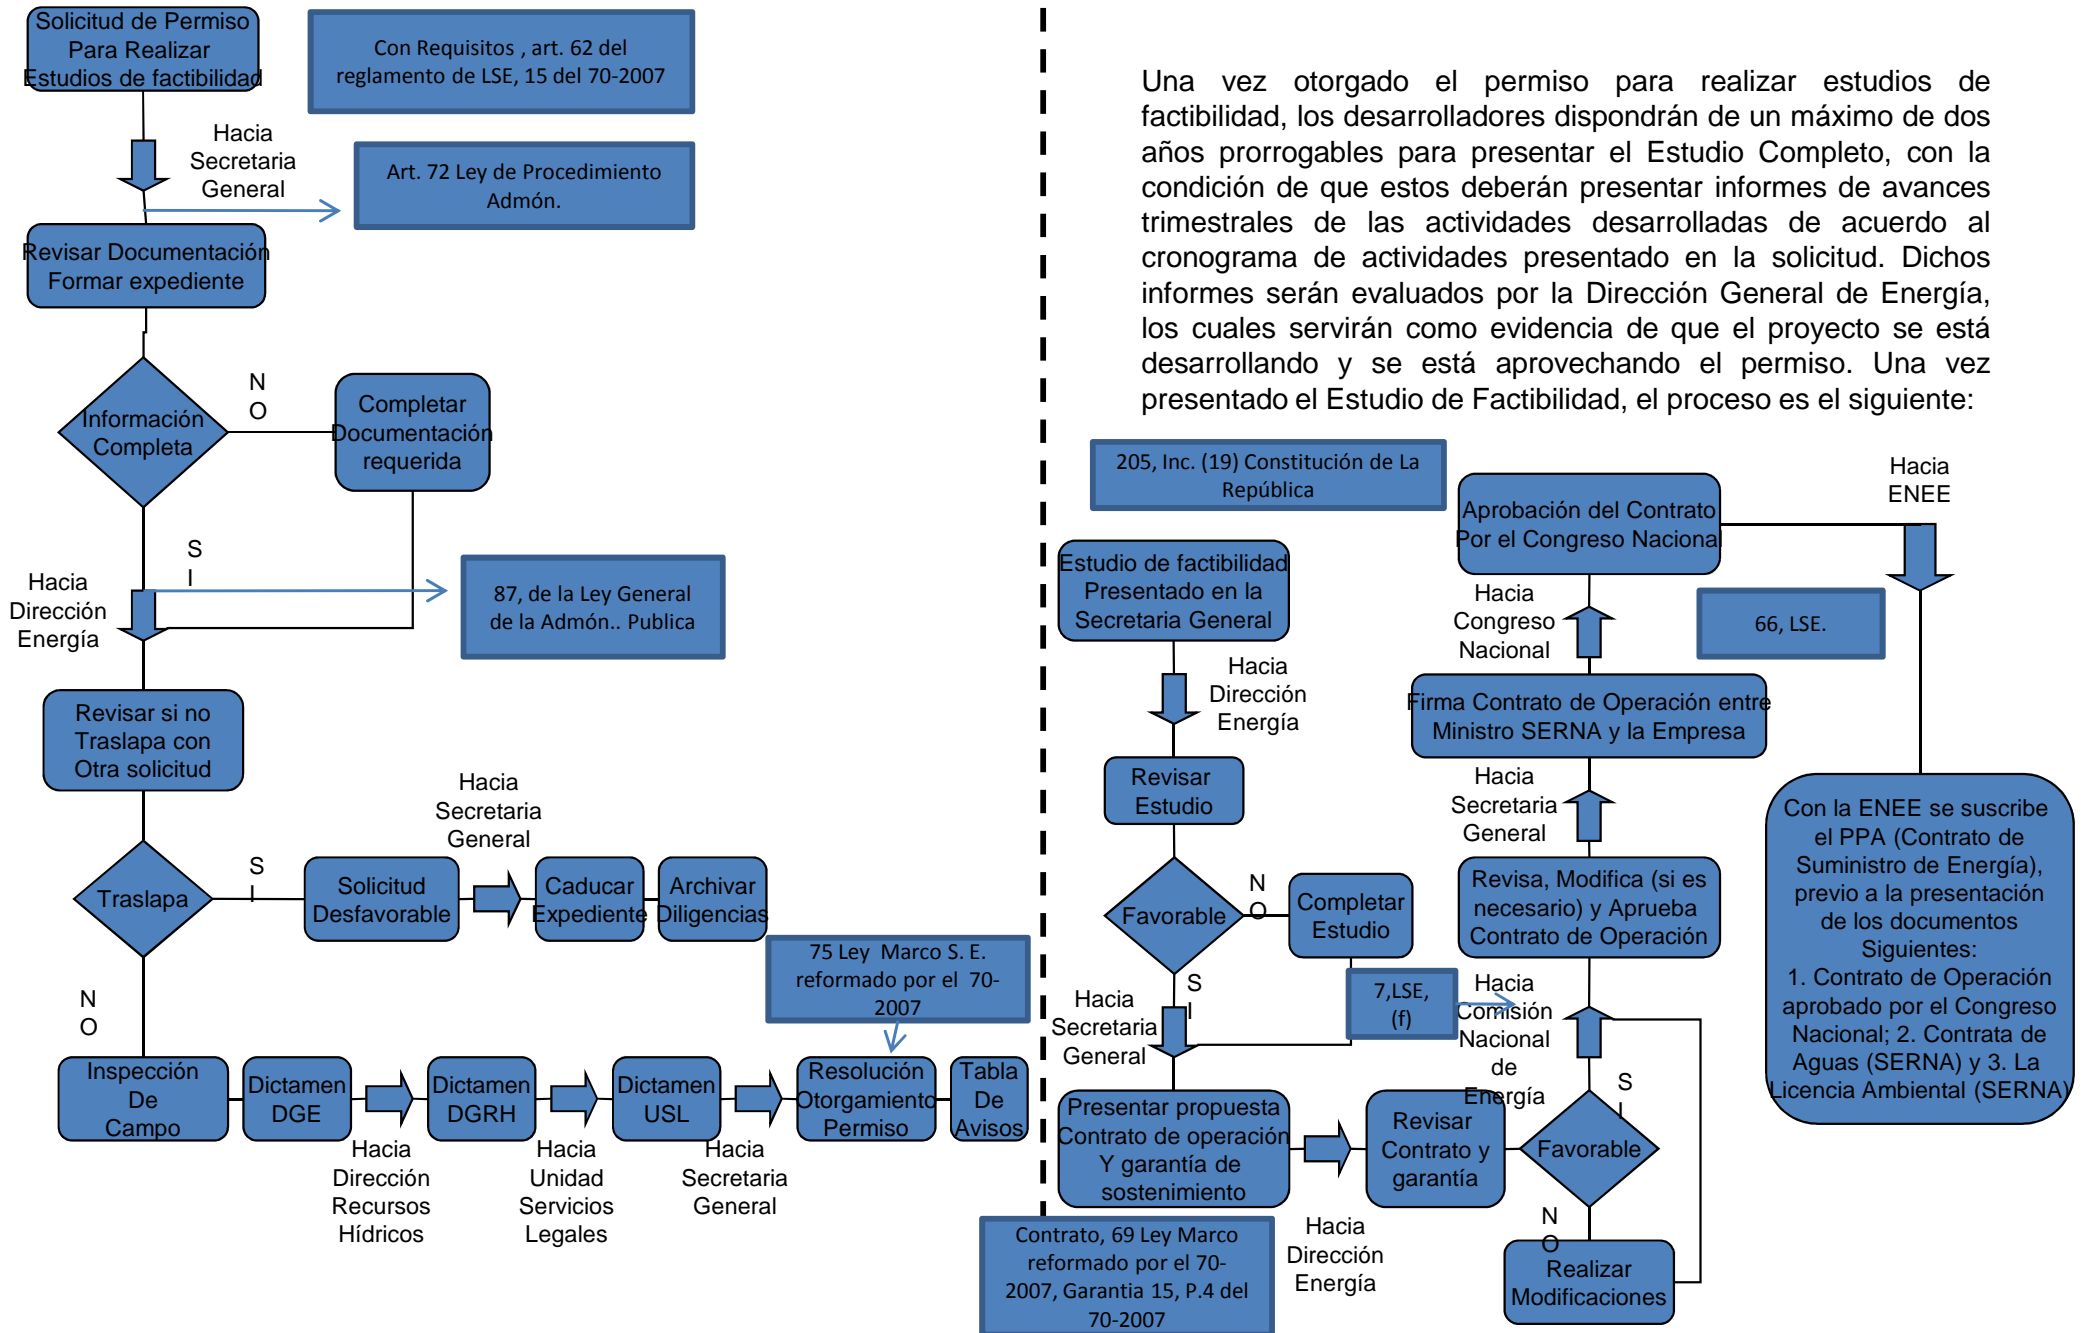 Solicitud de Permiso
Para Realizar
Estudios de factibilidad
Con Requisitos , art. 62 del
reglamento de LSE, 15 del 70-2007
Hacia
Secretaria
General
Art. 72 Ley de Procedimiento
Admón.
Revisar Documentación
Formar expediente
Información
Completa
N
O
Completar
Documentación
requerida
S
I
Hacia
Dirección
Energía
87, de la Ley General
de la Admón.. Publica
Revisar si no
Traslapa con
Otra solicitud
Traslapa
S
I
Solicitud
Desfavorable
Hacia
Secretaria
General
Caducar
Expediente
Archivar
Diligencias
75 Ley  Marco S. E.
reformado por el  70-
2007
N
O
Inspección
De
Campo
Dictamen
DGE
Hacia
Dirección
Recursos
Hídricos
Dictamen
DGRH
Hacia
Unidad
Servicios
Legales
Dictamen
USL
Hacia
Secretaria
General
Resolución
Otorgamiento
Permiso
Tabla
De
Avisos
Una vez otorgado el permiso para realizar estudios de
factibilidad, los desarrolladores dispondrán de un máximo de dos
años prorrogables para presentar el Estudio Completo, con la
condición de que estos deberán presentar informes de avances
trimestrales de las actividades desarrolladas de acuerdo al
cronograma de actividades presentado en la solicitud. Dichos
informes serán evaluados por la Dirección General de Energía,
los cuales servirán como evidencia de que el proyecto se está
desarrollando y se está aprovechando el permiso. Una vez
presentado el Estudio de Factibilidad, el proceso es el siguiente:
205, Inc. (19) Constitución de La
República
Estudio de factibilidad
Presentado en la
Secretaria General
Hacia
Dirección
Energía
Revisar
Estudio
Favorable
N
O
Completar
Estudio
S
I
Hacia
Secretaria
General
Presentar propuesta
Contrato de operación
Y garantía de
sostenimiento
Contrato, 69 Ley Marco
reformado por el 70-
2007, Garantia 15, P.4 del
70-2007
Hacia
Dirección
Energía
Revisar
Contrato y
garantía
Favorable
N
O
Realizar
Modificaciones
S
I
7,LSE,
(f)
Hacia
Comisión
Nacional
de
Energía
Revisa, Modifica (si es
necesario) y Aprueba
Contrato de Operación
Hacia
Secretaria
General
Firma Contrato de Operación entre
Ministro SERNA y la Empresa
Hacia
Congreso
Nacional
66, LSE.
Aprobación del Contrato
Por el Congreso Nacional
Hacia
ENEE
Con la ENEE se suscribe
el PPA (Contrato de
Suministro de Energía),
previo a la presentación
de los documentos
Siguientes:
1. Contrato de Operación
aprobado por el Congreso
Nacional; 2. Contrata de
Aguas (SERNA) y 3. La
Licencia Ambiental (SERNA)